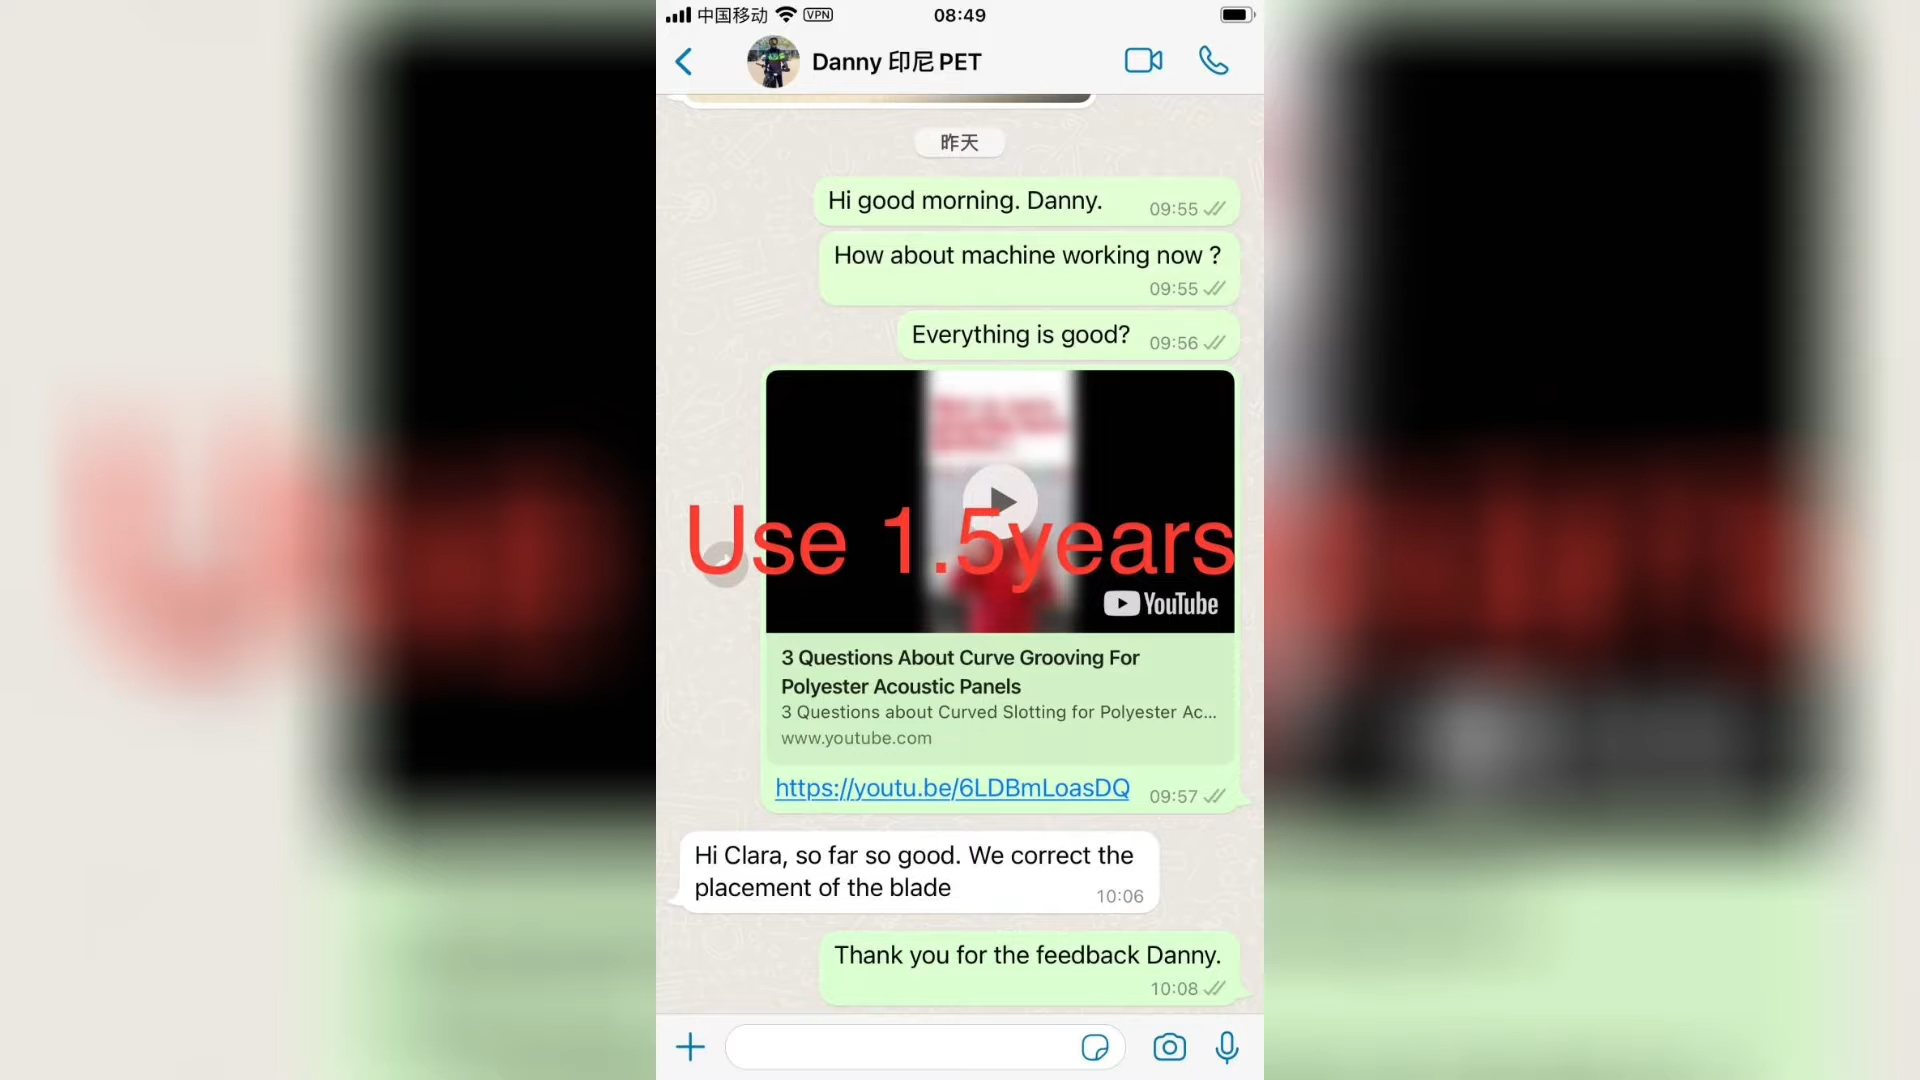 中国移动 VPN 08:49
Danny 印尼 PET
昨天
Hi good morning. Danny. 09:55
How about machine working now ?
09:55
Everything is good? 09:56
Use 1.5years
YouTube
3 Questions About Curve Grooving For
Polyester Acoustic Panels
3 Questions about Curved Slotting for Polyester Ac...
www.youtube.com
https://youtu.be/6LDBmLoasDQ 09:57
Hi Clara, so far so good. We correct the
placement of the blade 10:06
Thank you for the feedback Danny.
10:08